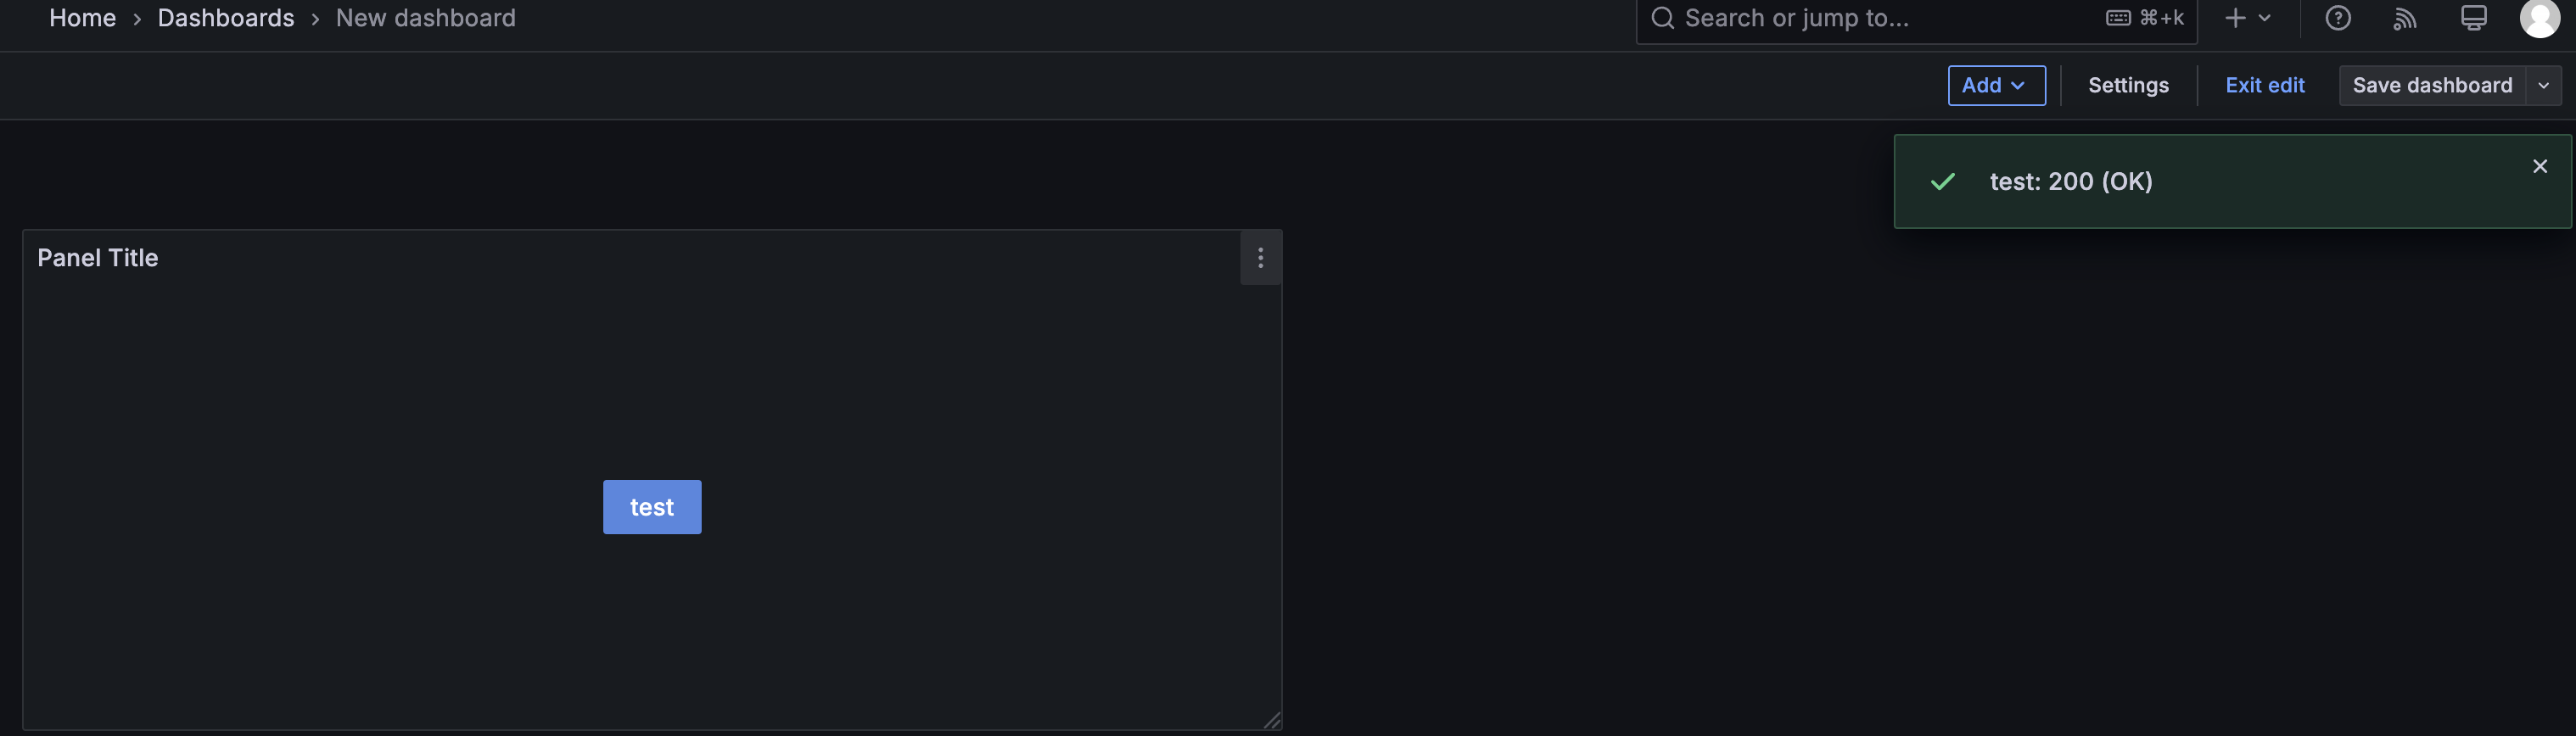 Home › Dashboards › New dashboard
Search or jump to... ⌘+k
Add Settings Exit edit Save dashboard
test: 200 (OK)
Panel Title
test